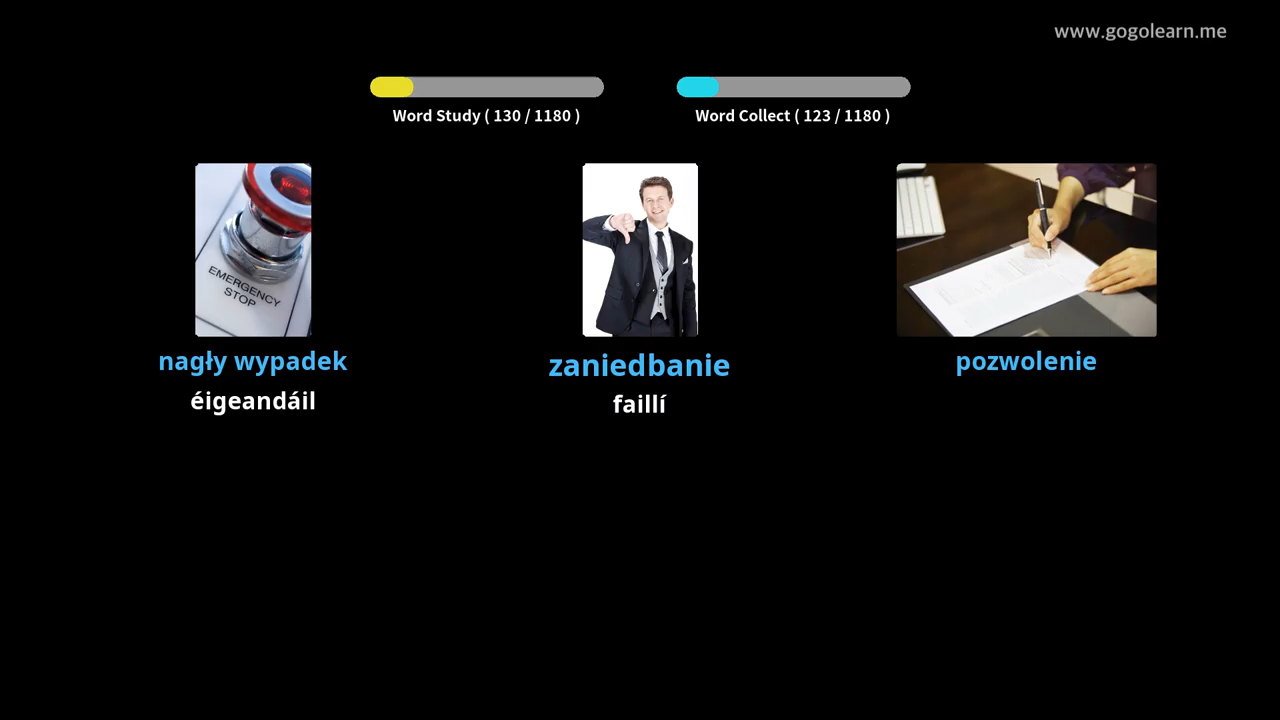 www.gogolearn.me
Word Study ( 130 / 1180 )
Word Collect ( 123 / 1180 )
EMERGENCY
STOP
nagły wypadek
éigeandáil
zaniedbanie
faillí
pozwolenie